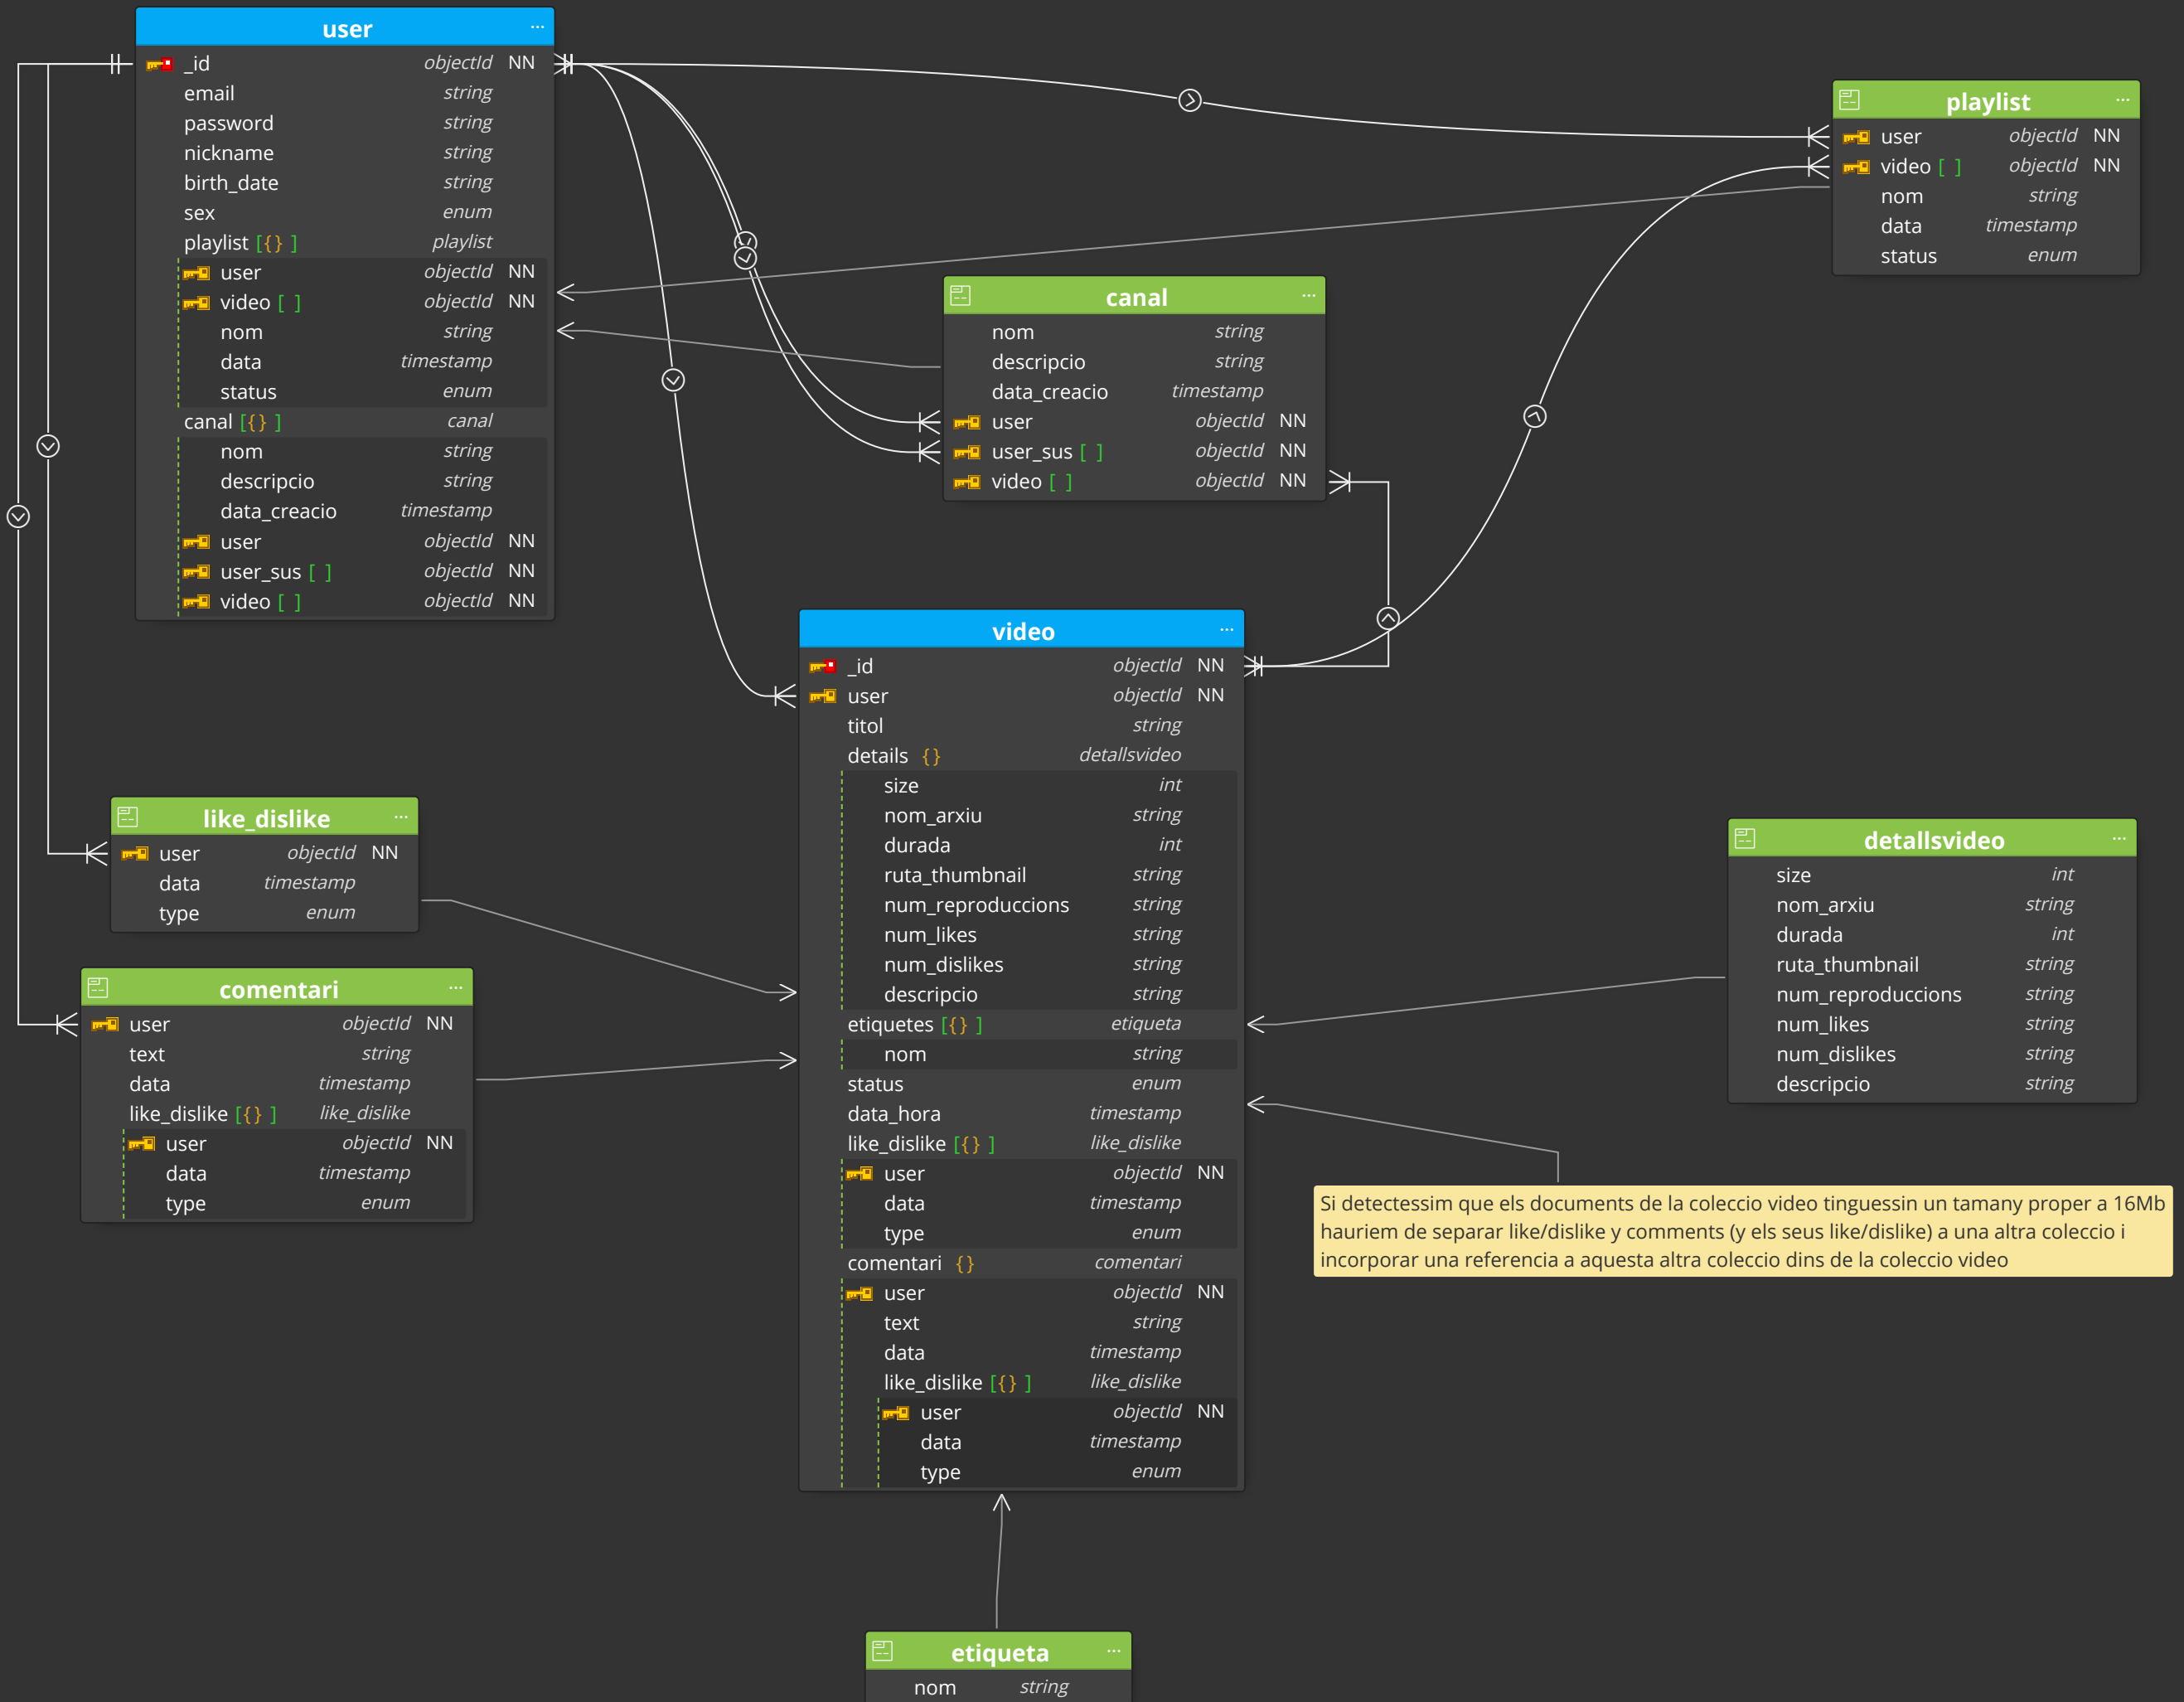 user ...
_id objectId NN
email string
password string
nickname string
birth_date string
sex enum
playlist [{} ] playlist
user objectId NN
video [ ] objectId NN
nom string
data timestamp
status enum
canal [{} ] canal
nom string
descripcio string
data_creacio timestamp
user objectId NN
user_sus [ ] objectId NN
video [ ] objectId NN
playlist ...
user objectId NN
video [ ] objectId NN
nom string
data timestamp
status enum
canal ...
nom string
descripcio string
data_creacio timestamp
user objectId NN
user_sus [ ] objectId NN
video [ ] objectId NN
video ...
_id objectId NN
user objectId NN
titol string
details {} detallsvideo
size int
nom_arxiu string
durada int
ruta_thumbnail string
num_reproduccions string
num_likes string
num_dislikes string
descripcio string
etiquetes [{} ] etiqueta
nom string
status enum
data_hora timestamp
like_dislike [{} ] like_dislike
user objectId NN
data timestamp
type enum
comentari {} comentari
user objectId NN
text string
data timestamp
like_dislike [{} ] like_dislike
user objectId NN
data timestamp
type enum
like_dislike ...
user objectId NN
data timestamp
type enum
comentari ...
user objectId NN
text string
data timestamp
like_dislike [{} ] like_dislike
user objectId NN
data timestamp
type enum
detallsvideo ...
size int
nom_arxiu string
durada int
ruta_thumbnail string
num_reproduccions string
num_likes string
num_dislikes string
descripcio string
Si detectessim que els documents de la coleccio video tinguessin un tamany proper a 16Mb
hauriem de separar like/dislike y comments (y els seus like/dislike) a una altra coleccio i
incorporar una referencia a aquesta altra coleccio dins de la coleccio video
etiqueta ...
nom string